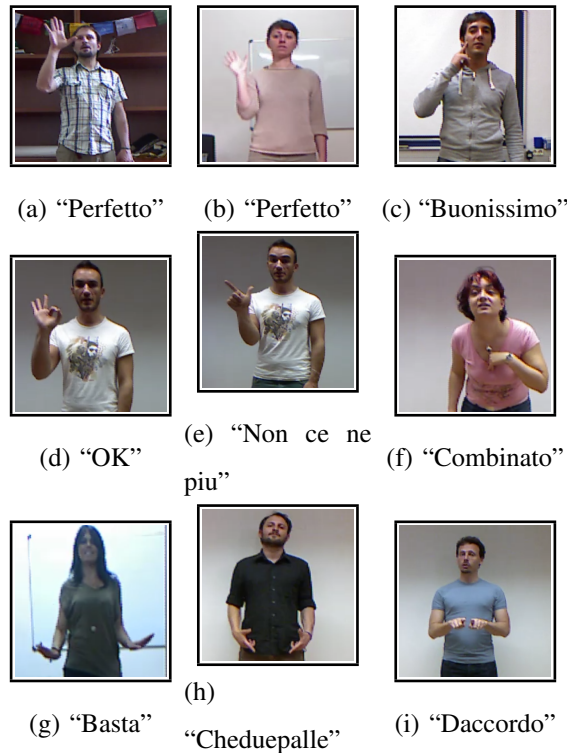 (a) “Perfetto”
(b) “Perfetto”
(c) “Buonissimo”
(d) “OK”
(e) “Non ce ne
piu”
(f) “Combinato”
(g) “Basta”
(h)
“Cheduepalle”
(i) “Daccordo”